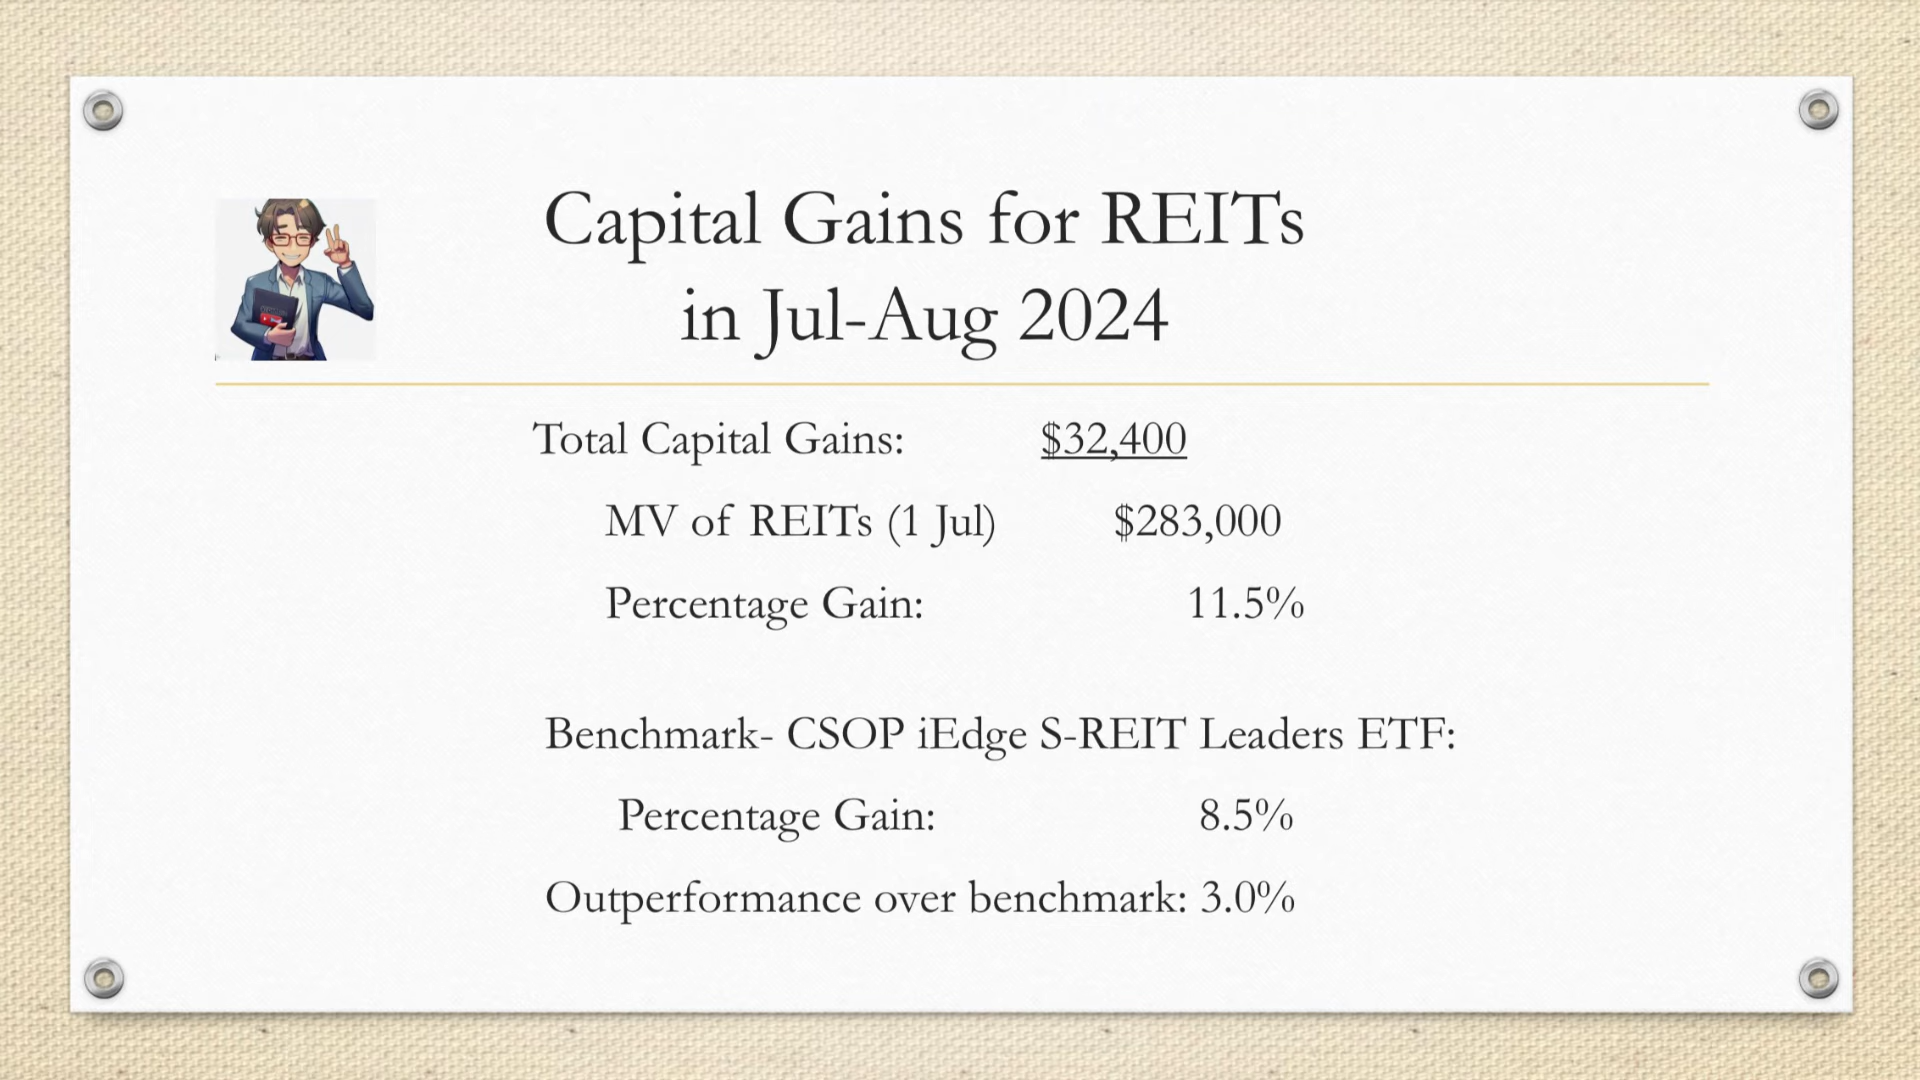 Capital Gains for REITs
in Jul-Aug 2024
Total Capital Gains: $32,400
MV of REITs (1 Jul) $283,000
Percentage Gain: 11.5%
Benchmark- CSOP iEdge S-REIT Leaders ETF:
Percentage Gain: 8.5%
Outperformance over benchmark: 3.0%